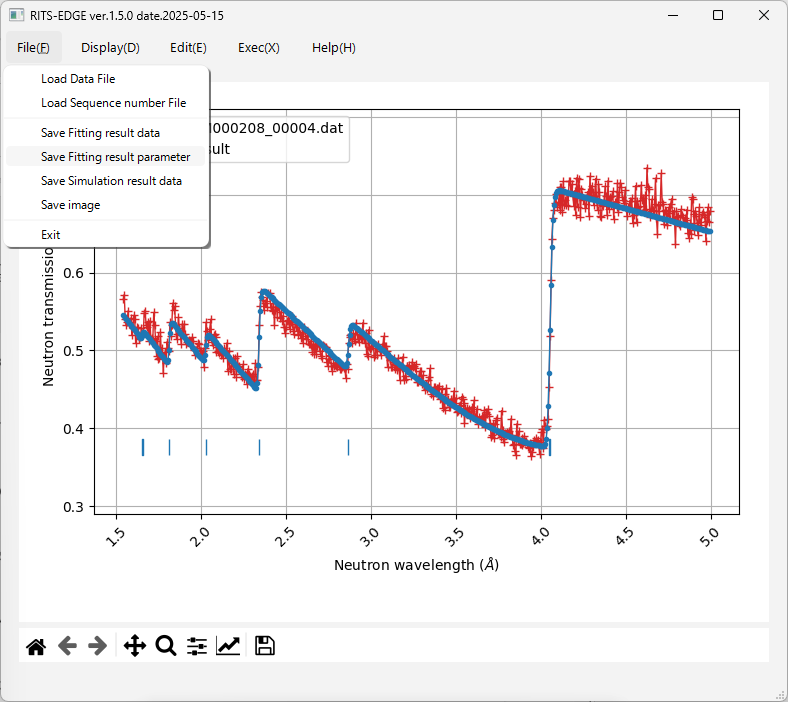 RITS-EDGE ver.1.5.0 date.2025-05-15
File(F) Display(D) Edit(E) Exec(X) Help(H)
Load Data File
Load Sequence number File
Save Fitting result data
Save Fitting result parameter
Save Simulation result data
Save image
Exit
000208_00004.dat
ult
Neutron transmissio
0.6
0.5
0.4
0.3
1.5 2.0 2.5 3.0 3.5 4.0 4.5 5.0
Neutron wavelength (Å)